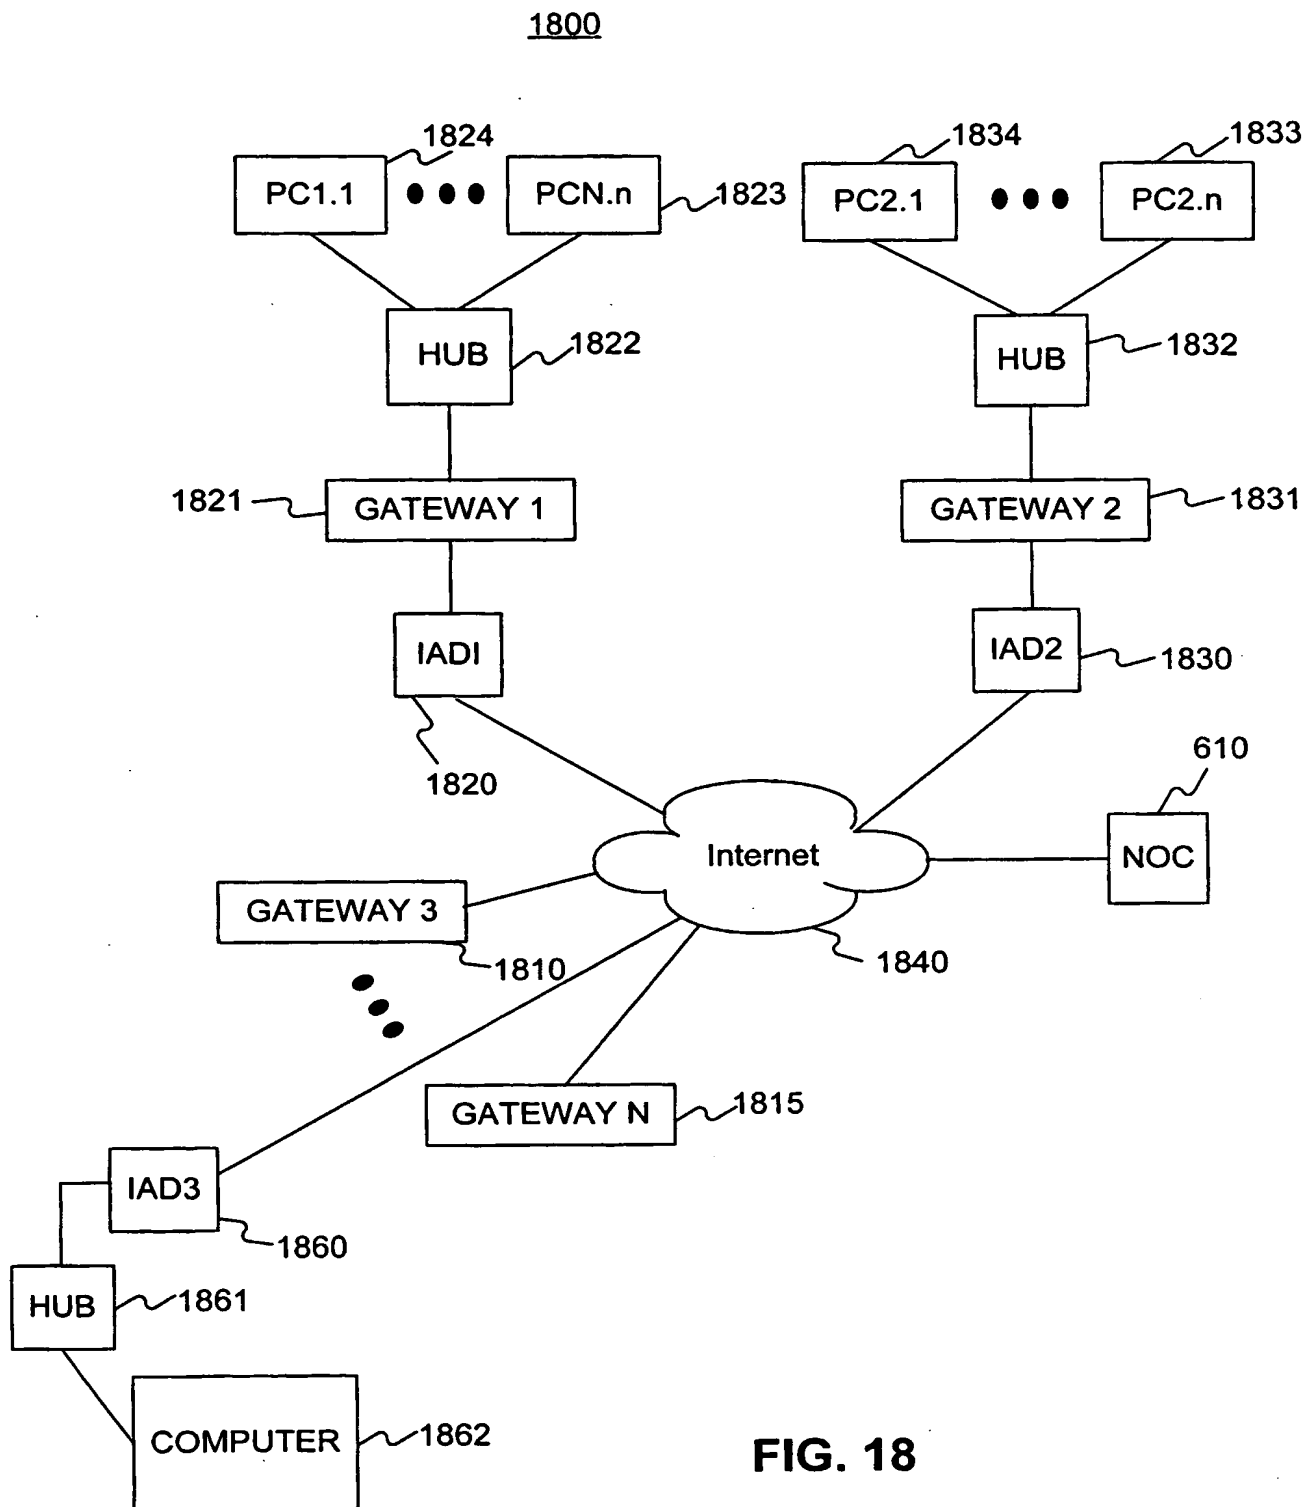 1800
1824
1834
1833
PC1.1
PCN.n
1823
PC2.1
PC2.n
HUB
1822
HUB
1832
1821
GATEWAY 1
GATEWAY 2
1831
IADI
IAD2
1830
1820
610
Internet
NOC
GATEWAY 3
1810
1840
GATEWAY N
1815
IAD3
1860
HUB
1861
COMPUTER
1862
FIG. 18